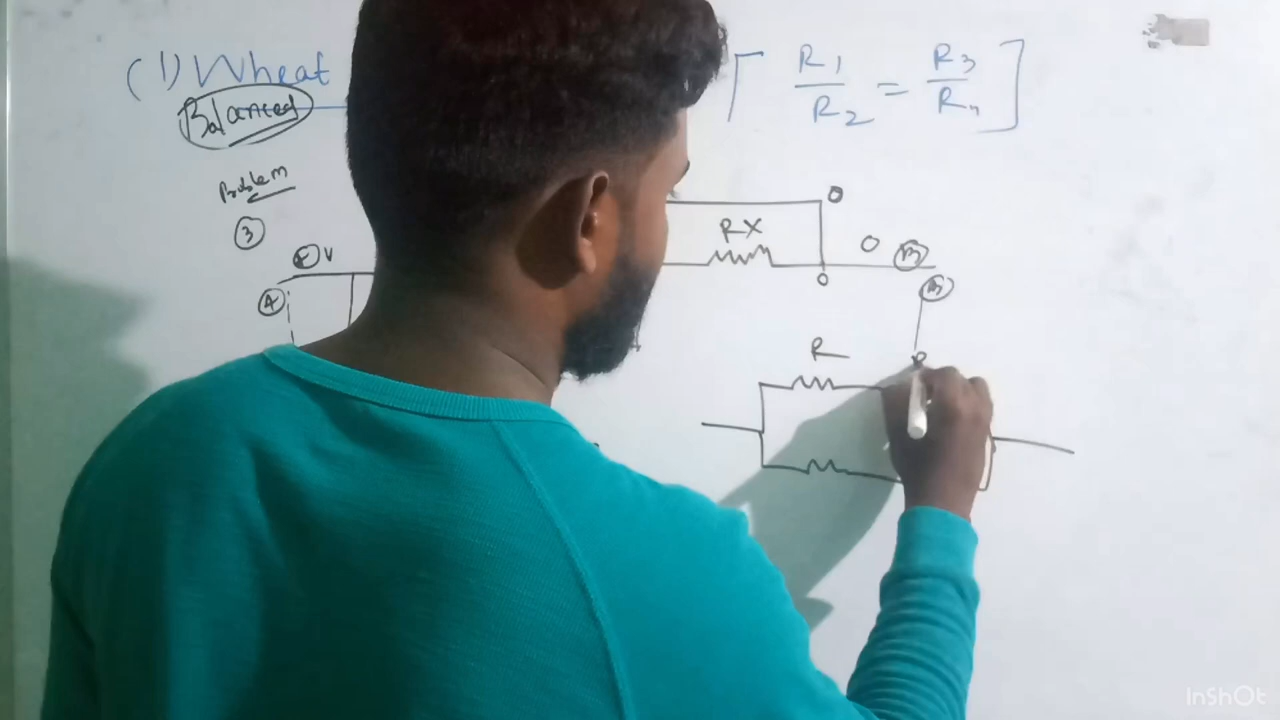 (1) Wheat [ R1/R2 = R3/R4 ]
Balanced
Problem
3
V
RX
O
O
O
B
A
R
R
InShOt